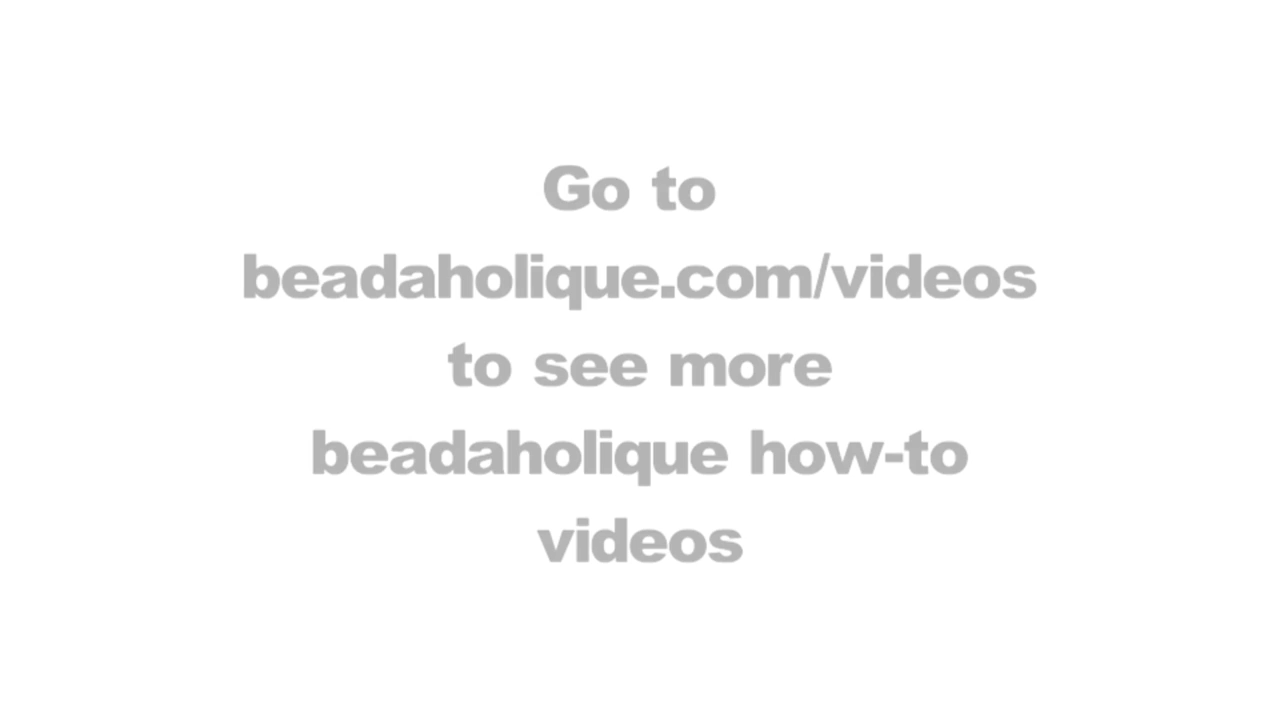 Go to
beadaholique.com/videos
to see more
beadaholique how-to
videos